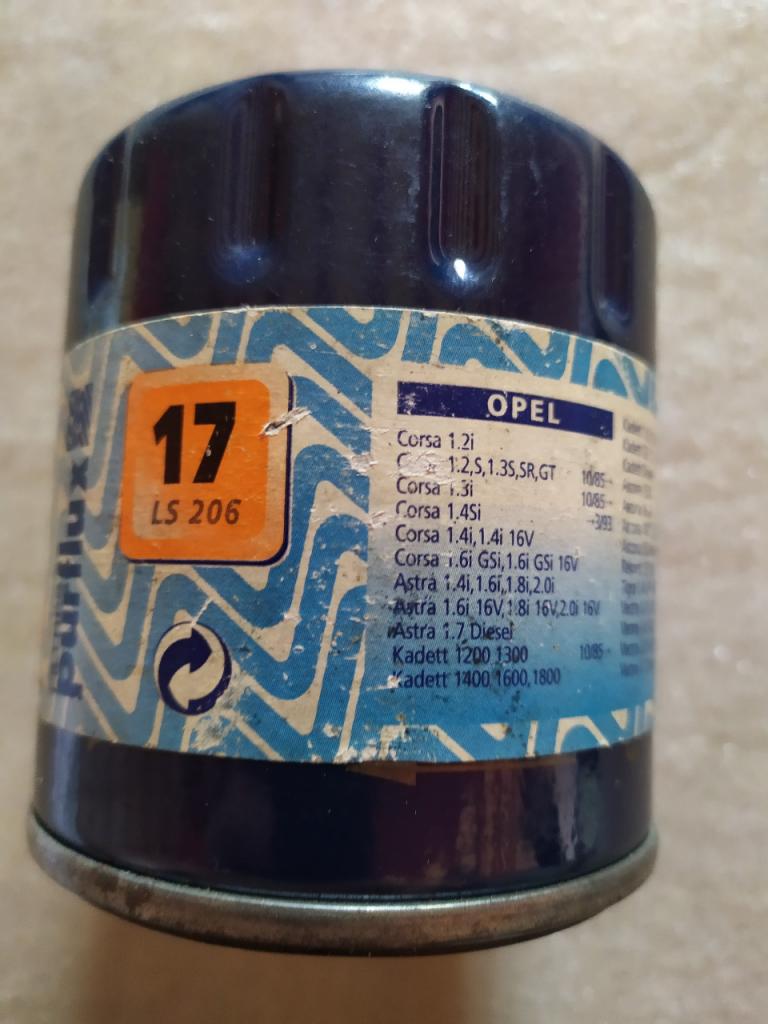 purflux
17
LS 206
OPEL
Corsa 1.2i
1.2,S,1.3S,SR,GT 10/85→
Corsa 1.3i 10/85→
Corsa 1.4Si →3/93
Corsa 1.4i,1.4i 16V
Corsa 1.6i GSi,1.6i GSi 16V
Astra 1.4i,1.6i,1.8i,2.0i
Astra 1.6i 16V,1.8i 16V,2.0i 16V
Astra 1.7 Diesel
Kadett 1200 1300 10/85→
Kadett 1400,1600,1800
Kadett
Kadett
Kadett